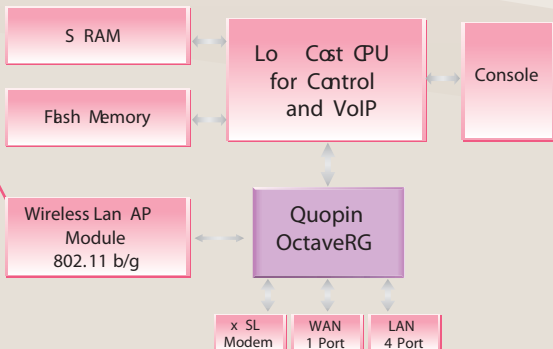 S RAM
Lo Cost CPU
for Control
and VoIP
Console
Flash Memory
Wireless Lan AP
Module
802.11 b/g
Quopin
OctaveRG
x SL
Modem
WAN
1 Port
LAN
4 Port